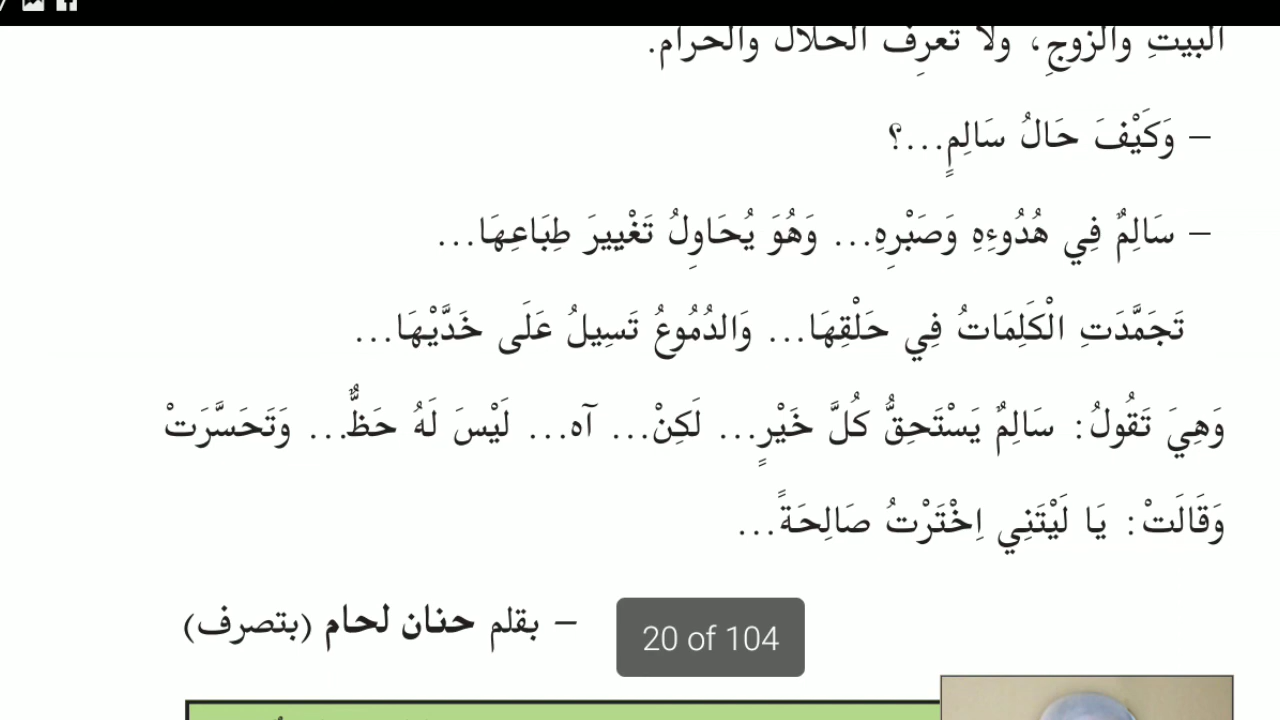 البيتِ والزوجِ، ولا تعرِف الحلال والحرام.
– وَكَيْفَ حَالُ سَالِمٍ...؟
– سَالِمٌ فِي هُدُوءِهِ وَصَبْرِهِ... وَهُوَ يُحَاوِلُ تَغْيِيرَ طِبَاعِهَا...
تَجَمَّدَتِ الْكَلِمَاتُ فِي حَلْقِهَا... وَالدُمُوعُ تَسِيلُ عَلَى خَدَّيْهَا...
وَهِيَ تَقُولُ: سَالِمٌ يَسْتَحِقُّ كُلَّ خَيْرٍ... لَكِنْ... آه... لَيْسَ لَهُ حَظٌّ... وَتَحَسَّرَتْ
وَقَالَتْ: يَا لَيْتَنِي اِخْتَرْتُ صَالِحَةً...
– بقلم حنان لحام (بتصرف)
20 of 104